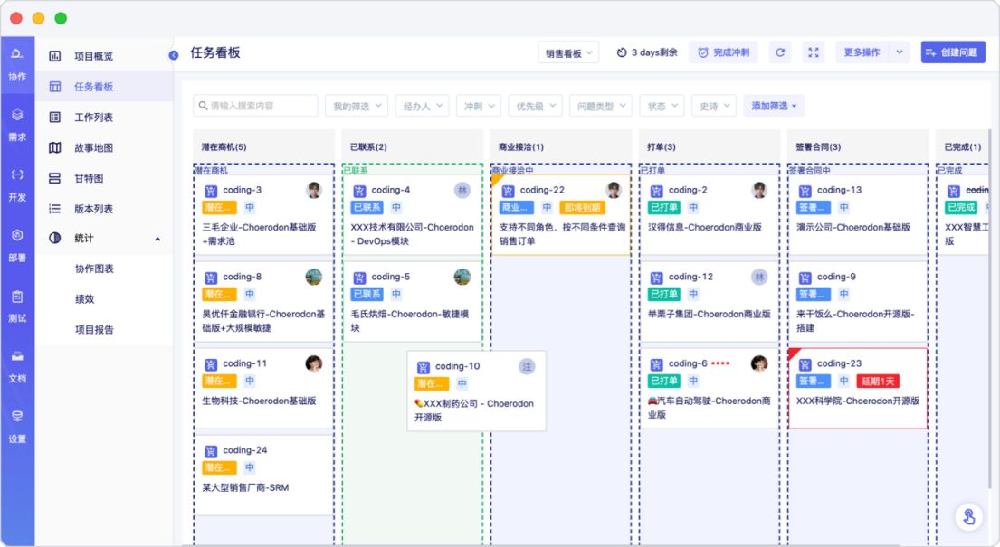 协作
需求
开发
部署
测试
文档
设置
项目概览
任务看板
工作列表
故事地图
甘特图
版本列表
统计
协作图表
绩效
项目报告
任务看板
销售看板
3 days剩余
完成冲刺
更多操作
创建问题
请输入搜索内容
我的筛选
经办人
冲刺
优先级
问题类型
状态
史诗
添加筛选
潜在商机(5)
潜在商机
coding-3
潜在... 中
三毛企业-Choerodon基础版
+需求池
coding-8
潜在... 中
昊优仟金融银行-Choerodon基
础版+大规模敏捷
coding-11
潜在... 中
生物科技-Choerodon基础版
coding-24
潜在... 中
某大型销售厂商-SRM
已联系(2)
已联系
coding-4
林
已联系 中
XXX技术有限公司-Choerodon
- DevOps模块
coding-5
已联系 中
毛氏烘焙-Choerodon-敏捷模
块
coding-10
注
潜在... 中
XXX制药公司 - Choerodon
开源版
商业接洽(1)
商业接洽中
coding-22
商业... 中 即将到期
支持不同角色、按不同条件查询
销售订单
打单(3)
已打单
coding-2
已打单 中
汉得信息-Choerodon商业版
coding-12
林
已打单 中
举栗子集团-Choerodon商业版
coding-6
已打单 中
汽车自动驾驶-Choerodon商
业版
签署合同(3)
签署合同中
coding-13
签署... 中
演示公司-Choerodon基础版
coding-9
签署... 中
来干饭么-Choerodon开源版-
搭建
coding-23
签署... 中 延期1天
XXX科学院-Choerodon开源版
已完成(1)
已完成
已完成
XXX智慧工
版